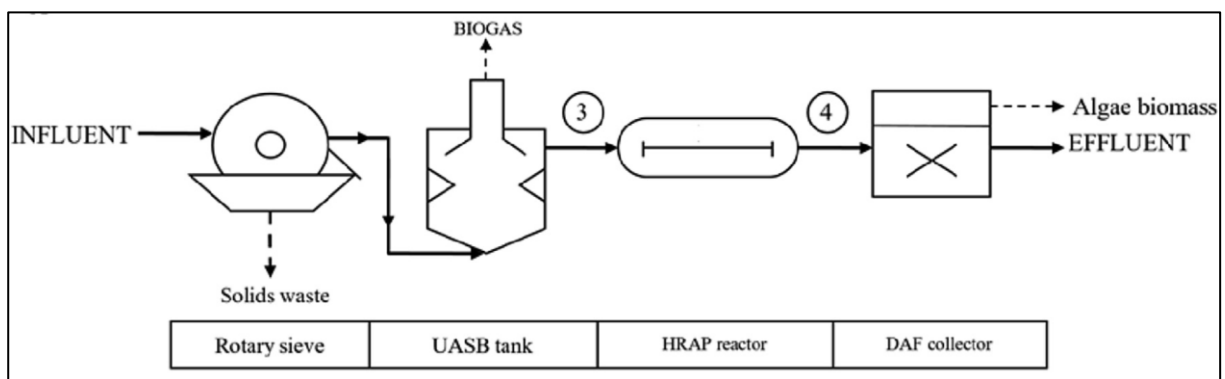 BIOGAS
3
4
INFLUENT
Algae biomass
EFFLUENT
Solids waste
Rotary sieve
UASB tank
HRAP reactor
DAF collector